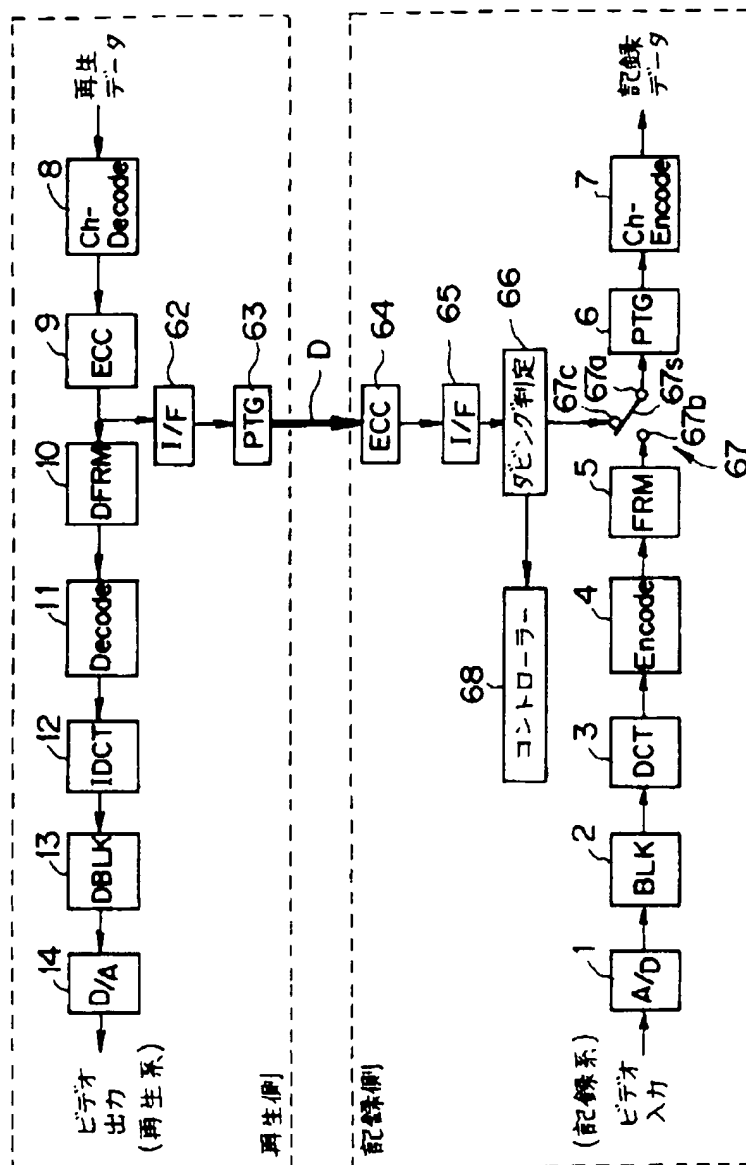 再生側
再生
データ
8
Ch-
Decode
9
ECC
10
DFRM
11
Decode
12
IDCT
13
DBLK
14
D/A
ビデオ
出力
(再生系)
I/F
62
PTG
63
D
記録側
ECC
64
I/F
65
ダビング判定
66
コントローラー
68
67c
67a
67s
67b
67
(記録系)
ビデオ
入力
1
A/D
2
BLK
3
DCT
4
Encode
5
FRM
6
PTG
7
Ch-
Encode
記録
データ